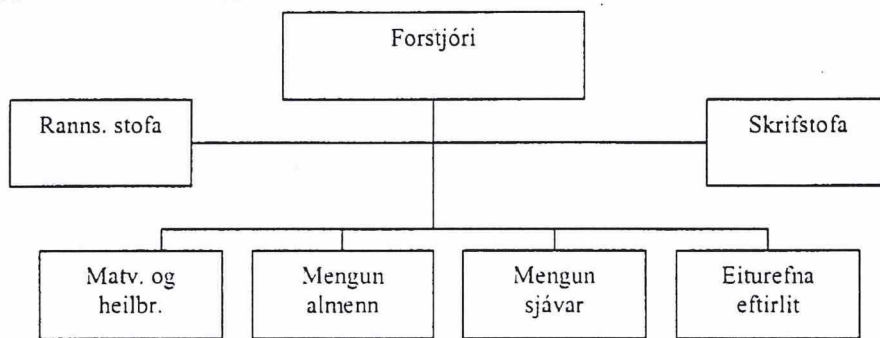 Forstjóri
Ranns. stofa
Skrifstofa
Matv. og
heilbr.
Mengun
almenn
Mengun
sjávar
Eiturefna
eftirlit